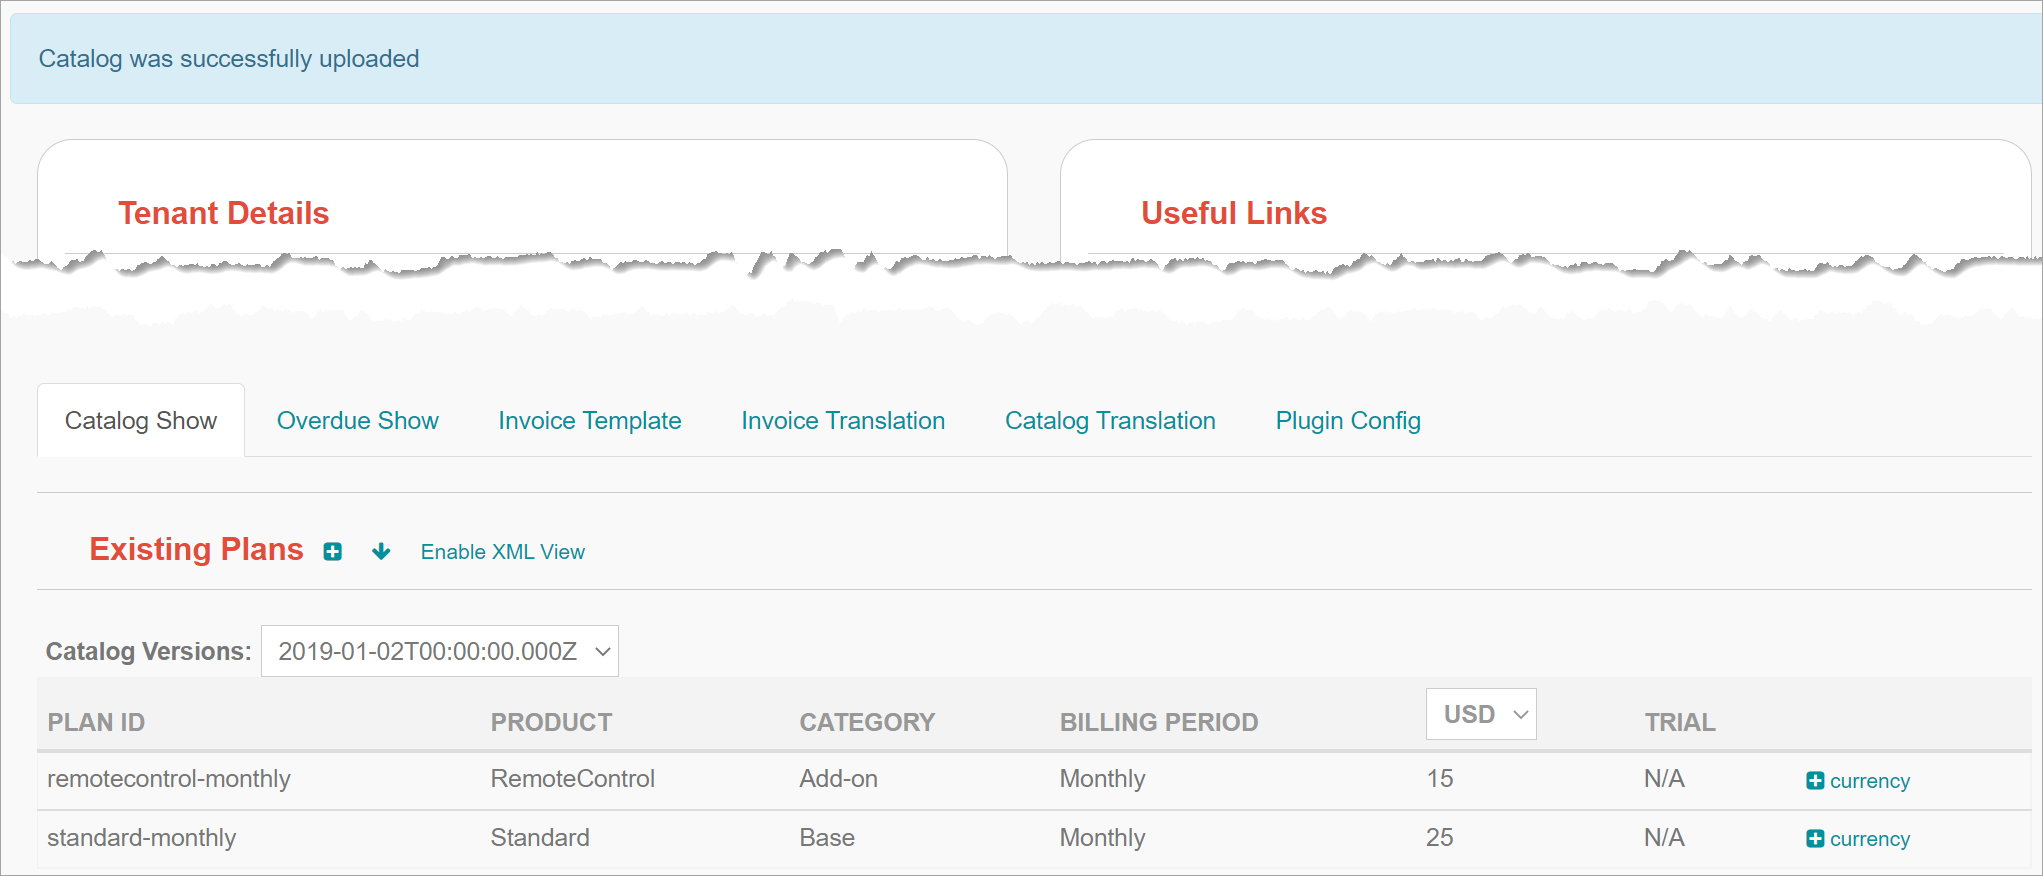 Catalog was successfully uploaded
Tenant Details
Useful Links
Catalog Show Overdue Show Invoice Template Invoice Translation Catalog Translation Plugin Config
Existing Plans Enable XML View
Catalog Versions: 2019-01-02T00:00:00.000Z
PLAN ID PRODUCT CATEGORY BILLING PERIOD USD TRIAL
remotecontrol-monthly RemoteControl Add-on Monthly 15 N/A currency
standard-monthly Standard Base Monthly 25 N/A currency